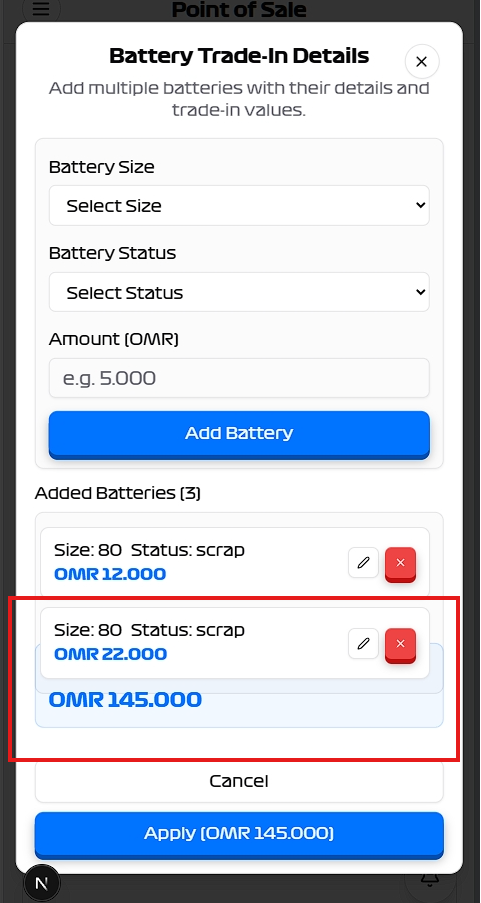 Point of Sale
Battery Trade-In Details
Add multiple batteries with their details and
trade-in values.
Battery Size
Select Size
Battery Status
Select Status
Amount (OMR)
e.g. 5.000
Add Battery
Added Batteries (3)
Size: 80 Status: scrap
OMR 12.000
Size: 80 Status: scrap
OMR 22.000
OMR 145.000
Cancel
Apply (OMR 145.000)
N